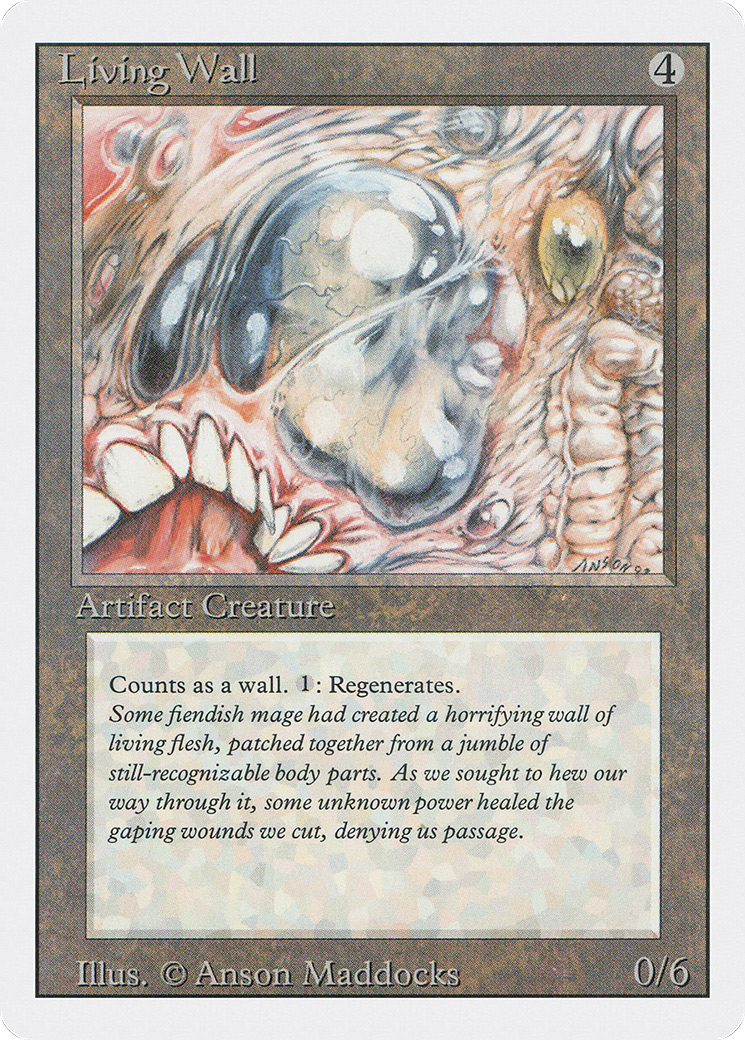 Living Wall 4
ANSON 92
Artifact Creature
Counts as a wall. 1: Regenerates.
Some fiendish mage had created a horrifying wall of
living flesh, patched together from a jumble of
still-recognizable body parts. As we sought to hew our
way through it, some unknown power healed the
gaping wounds we cut, denying us passage.
Illus. © Anson Maddocks 0/6